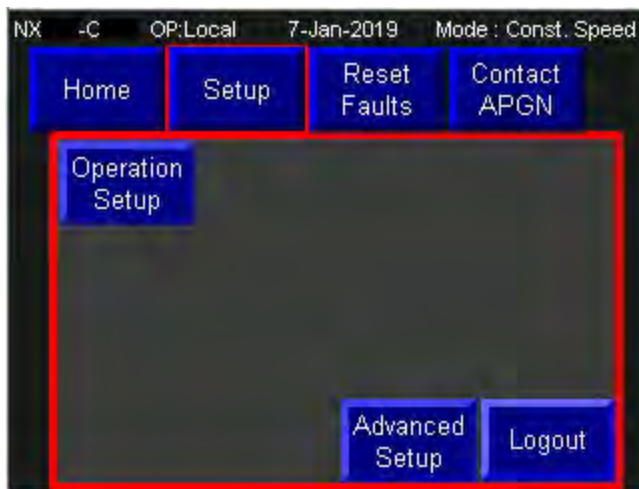 NX -C OP:Local 7-Jan-2019 Mode : Const. Speed
Home
Setup
Reset
Faults
Contact
APGN
Operation
Setup
Advanced
Setup
Logout